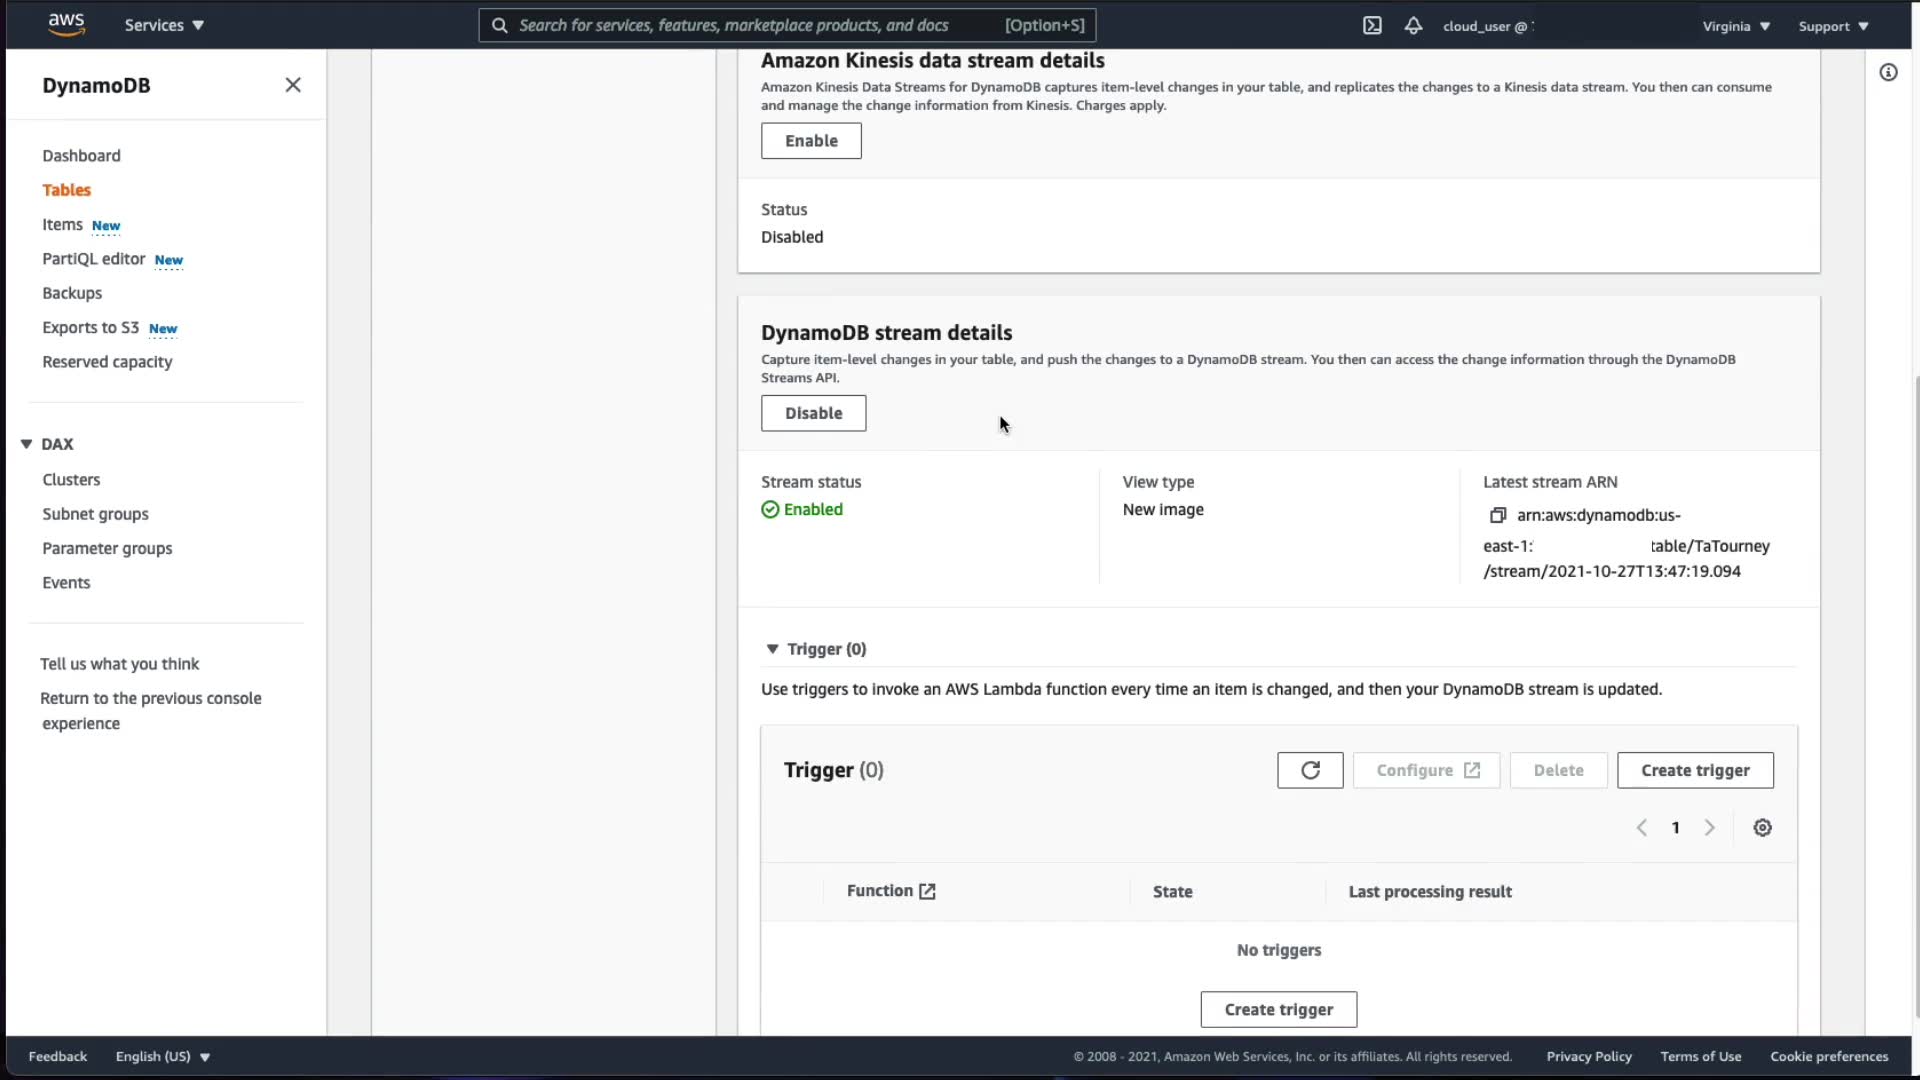 aws
Services
Search for services, features, marketplace products, and docs
[Option+S]
cloud_user @
Virginia
Support
DynamoDB
Dashboard
Tables
Items New
PartiQL editor New
Backups
Exports to S3 New
Reserved capacity
DAX
Clusters
Subnet groups
Parameter groups
Events
Tell us what you think
Return to the previous console
experience
Amazon Kinesis data stream details
Amazon Kinesis Data Streams for DynamoDB captures item-level changes in your table, and replicates the changes to a Kinesis data stream. You then can consume
and manage the change information from Kinesis. Charges apply.
Enable
Status
Disabled
DynamoDB stream details
Capture item-level changes in your table, and push the changes to a DynamoDB stream. You then can access the change information through the DynamoDB
Streams API.
Disable
Stream status
Enabled
View type
New image
Latest stream ARN
arn:aws:dynamodb:us-
east-1: table/TaTourney
/stream/2021-10-27T13:47:19.094
Trigger (0)
Use triggers to invoke an AWS Lambda function every time an item is changed, and then your DynamoDB stream is updated.
Trigger (0)
Configure
Delete
Create trigger
1
Function
State
Last processing result
No triggers
Create trigger
Feedback
English (US)
© 2008 - 2021, Amazon Web Services, Inc. or its affiliates. All rights reserved.
Privacy Policy
Terms of Use
Cookie preferences